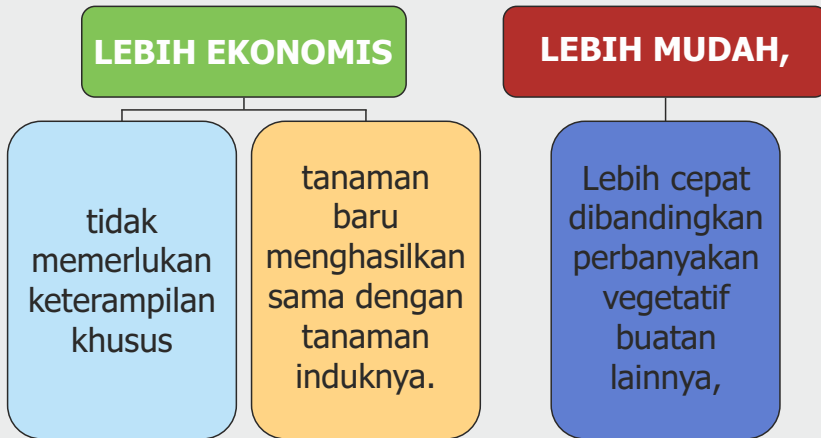 LEBIH EKONOMIS
tidak
memerlukan
keterampilan
khusus
tanaman
baru
menghasilkan
sama dengan
tanaman
induknya.
LEBIH MUDAH,
Lebih cepat
dibandingkan
perbanyakan
vegetatif
buatan
lainnya,